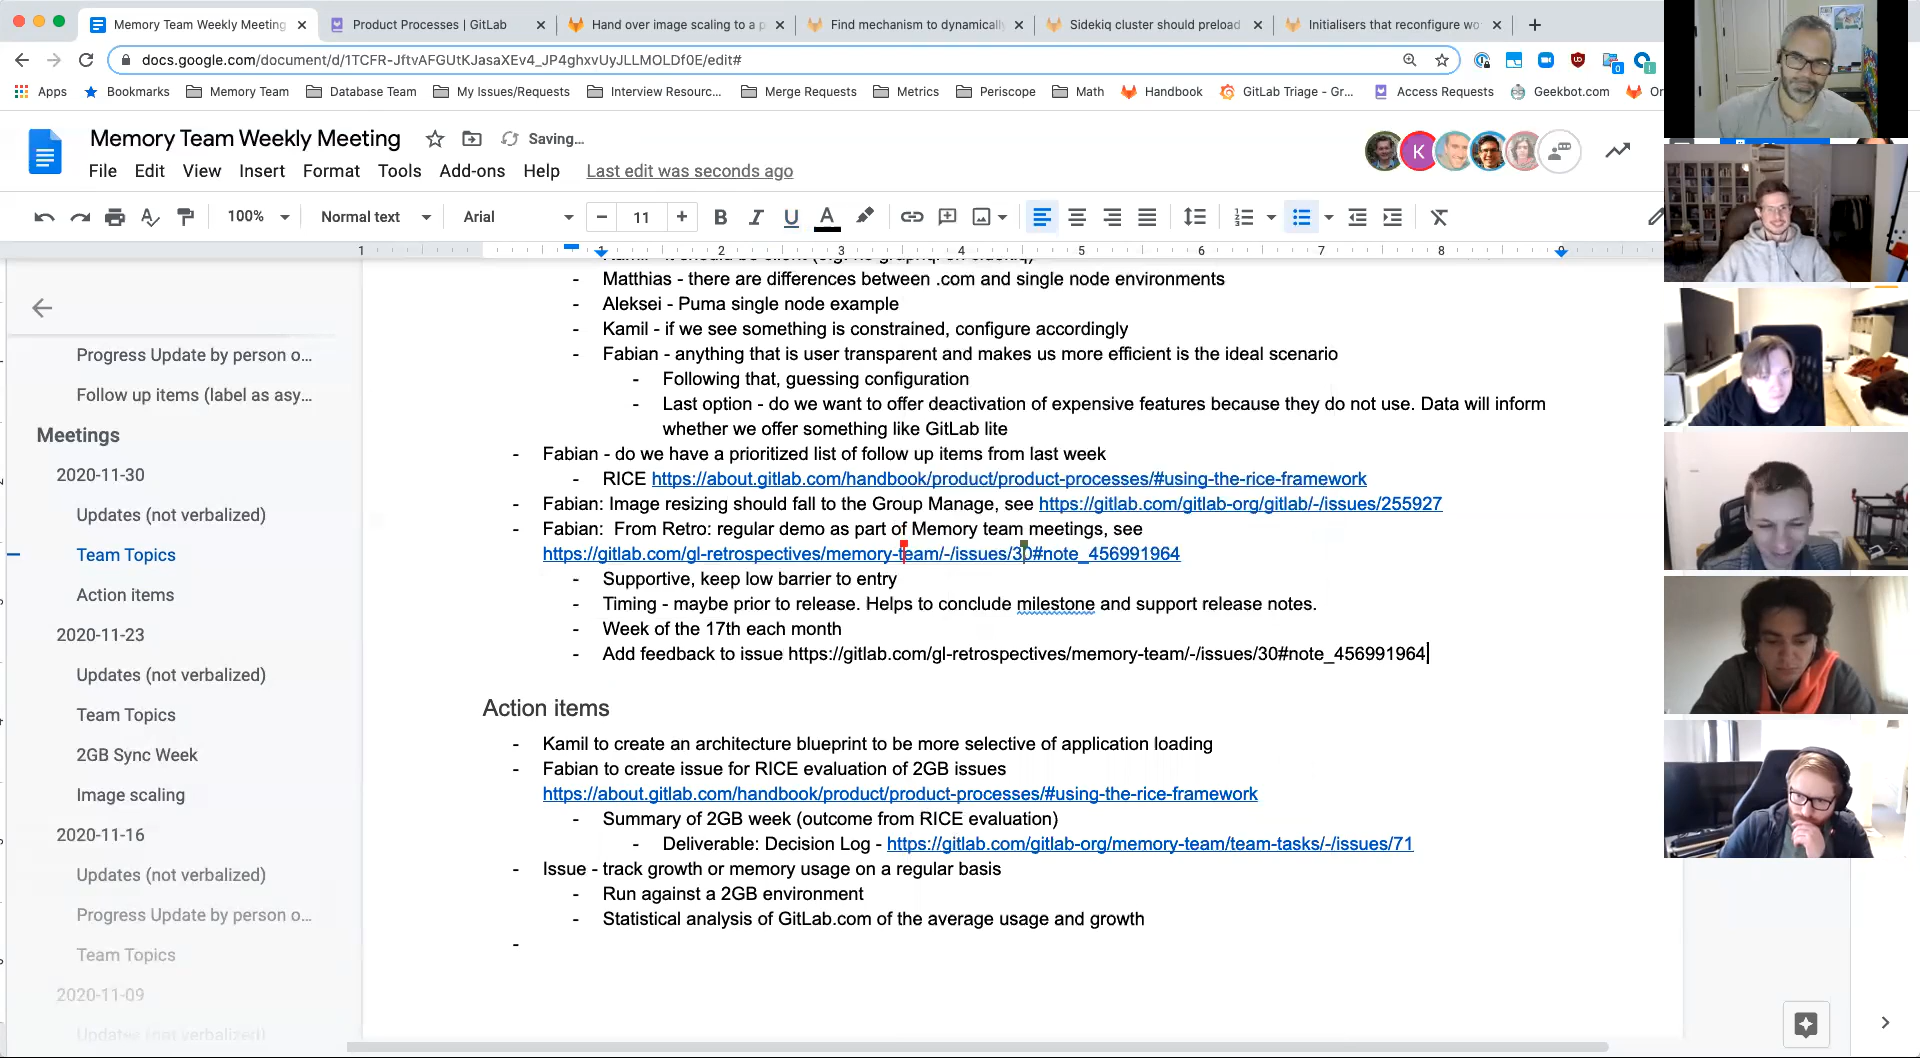 Memory Team Weekly Meeting
Product Processes | GitLab
Hand over image scaling to a p
Find mechanism to dynamically
Sidekiq cluster should preload
Initialisers that reconfigure wo
docs.google.com/document/d/1TCFR-JftvAFGUtKJasaXEv4_JP4ghxvUyJLLMOLDf0E/edit#
Apps Bookmarks Memory Team Database Team My Issues/Requests Interview Resourc... Merge Requests Metrics Periscope Math Handbook GitLab Triage - Gr... Access Requests Geekbot.com Or
Memory Team Weekly Meeting Saving...
K
File Edit View Insert Format Tools Add-ons Help Last edit was seconds ago
100% Normal text Arial 11
1 1 2 3 4 5 6 7 8 9
Progress Update by person o...
Follow up items (label as asy...
Meetings
2020-11-30
Updates (not verbalized)
Team Topics
Action items
2020-11-23
Updates (not verbalized)
Team Topics
2GB Sync Week
Image scaling
2020-11-16
Updates (not verbalized)
Progress Update by person o...
Team Topics
2020-11-09
Updates (not verbalized)
- Matthias - there are differences between .com and single node environments
- Aleksei - Puma single node example
- Kamil - if we see something is constrained, configure accordingly
- Fabian - anything that is user transparent and makes us more efficient is the ideal scenario
- Following that, guessing configuration
- Last option - do we want to offer deactivation of expensive features because they do not use. Data will inform
whether we offer something like GitLab lite
- Fabian - do we have a prioritized list of follow up items from last week
- RICE https://about.gitlab.com/handbook/product/product-processes/#using-the-rice-framework
- Fabian: Image resizing should fall to the Group Manage, see https://gitlab.com/gitlab-org/gitlab/-/issues/255927
- Fabian: From Retro: regular demo as part of Memory team meetings, see
https://gitlab.com/gl-retrospectives/memory-team/-/issues/30#note_456991964
- Supportive, keep low barrier to entry
- Timing - maybe prior to release. Helps to conclude milestone and support release notes.
- Week of the 17th each month
- Add feedback to issue https://gitlab.com/gl-retrospectives/memory-team/-/issues/30#note_456991964
Action items
- Kamil to create an architecture blueprint to be more selective of application loading
- Fabian to create issue for RICE evaluation of 2GB issues
https://about.gitlab.com/handbook/product/product-processes/#using-the-rice-framework
- Summary of 2GB week (outcome from RICE evaluation)
- Deliverable: Decision Log - https://gitlab.com/gitlab-org/memory-team/team-tasks/-/issues/71
- Issue - track growth or memory usage on a regular basis
- Run against a 2GB environment
- Statistical analysis of GitLab.com of the average usage and growth
-